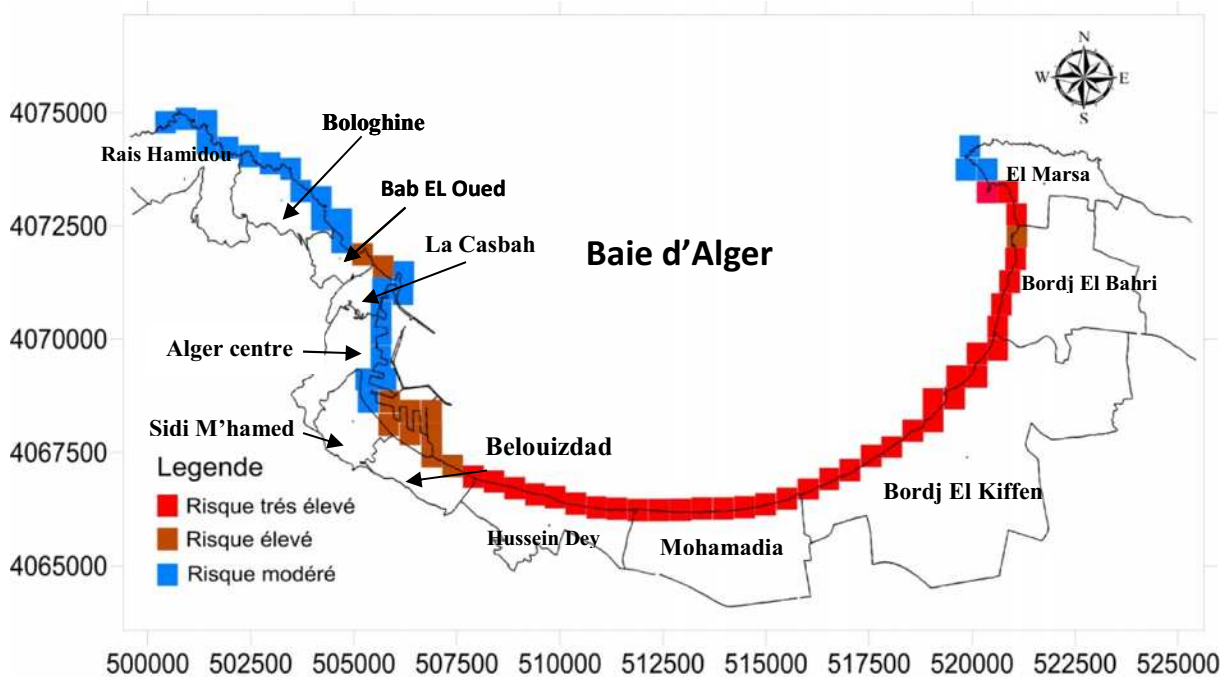 N
W E
S
4075000
4072500
4070000
4067500
4065000
Bologhine
Rais Hamidou
Bab EL Oued
La Casbah
Baie d’Alger
El Marsa
Bordj El Bahri
Alger centre
Sidi M’hamed
Belouizdad
Bordj El Kiffen
Hussein Dey
Mohamadia
Legende
Risque trés élevé
Risque élevé
Risque modéré
500000 502500 505000 507500 510000 512500 515000 517500 520000 522500 525000